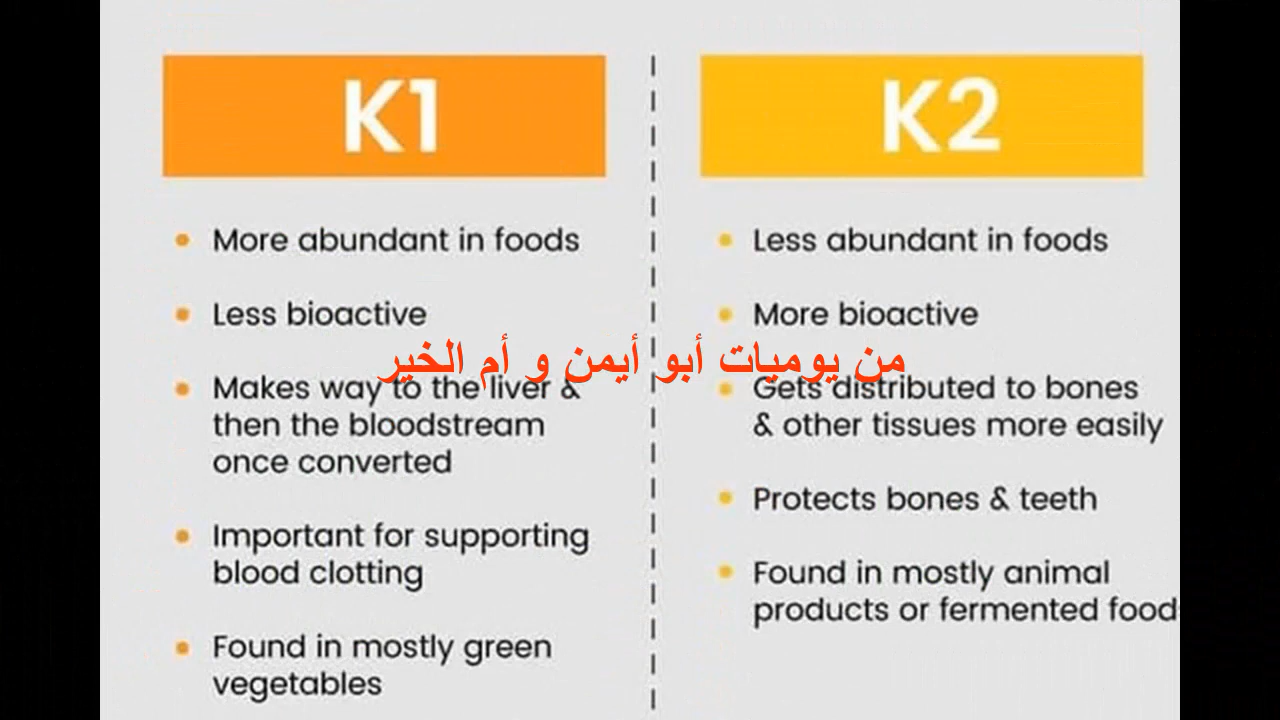 K1
More abundant in foods
Less bioactive
Makes way to the liver &
then the bloodstream
once converted
Important for supporting
blood clotting
Found in mostly green
vegetables
K2
Less abundant in foods
More bioactive
Gets distributed to bones
& other tissues more easily
Protects bones & teeth
Found in mostly animal
products or fermented food
من يوميات أبو أيمن و أم الخير